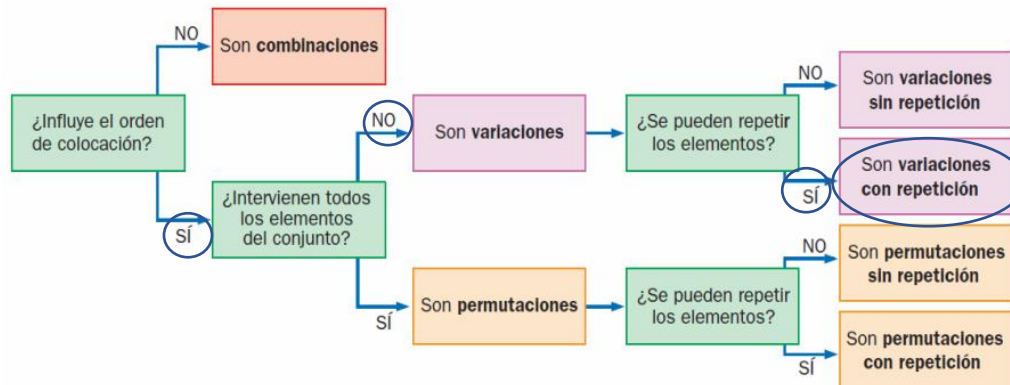 NO
Son combinaciones
¿Influye el orden
de colocación?
SÍ
¿Intervienen todos
los elementos
del conjunto?
NO
Son variaciones
¿Se pueden repetir
los elementos?
NO
Son variaciones
sin repetición
SÍ
Son variaciones
con repetición
SÍ
Son permutaciones
¿Se pueden repetir
los elementos?
NO
Son permutaciones
sin repetición
SÍ
Son permutaciones
con repetición